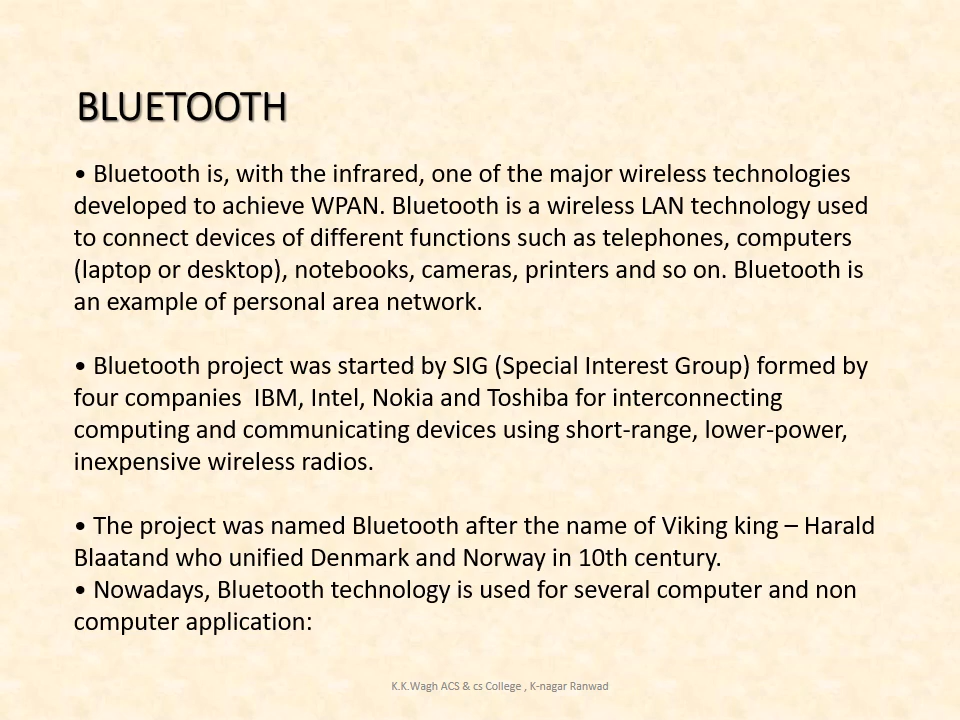 BLUETOOTH
• Bluetooth is, with the infrared, one of the major wireless technologies
developed to achieve WPAN. Bluetooth is a wireless LAN technology used
to connect devices of different functions such as telephones, computers
(laptop or desktop), notebooks, cameras, printers and so on. Bluetooth is
an example of personal area network.
• Bluetooth project was started by SIG (Special Interest Group) formed by
four companies  IBM, Intel, Nokia and Toshiba for interconnecting
computing and communicating devices using short-range, lower-power,
inexpensive wireless radios.
• The project was named Bluetooth after the name of Viking king – Harald
Blaatand who unified Denmark and Norway in 10th century.
• Nowadays, Bluetooth technology is used for several computer and non
computer application:
K.K.Wagh ACS & cs College , K-nagar Ranwad